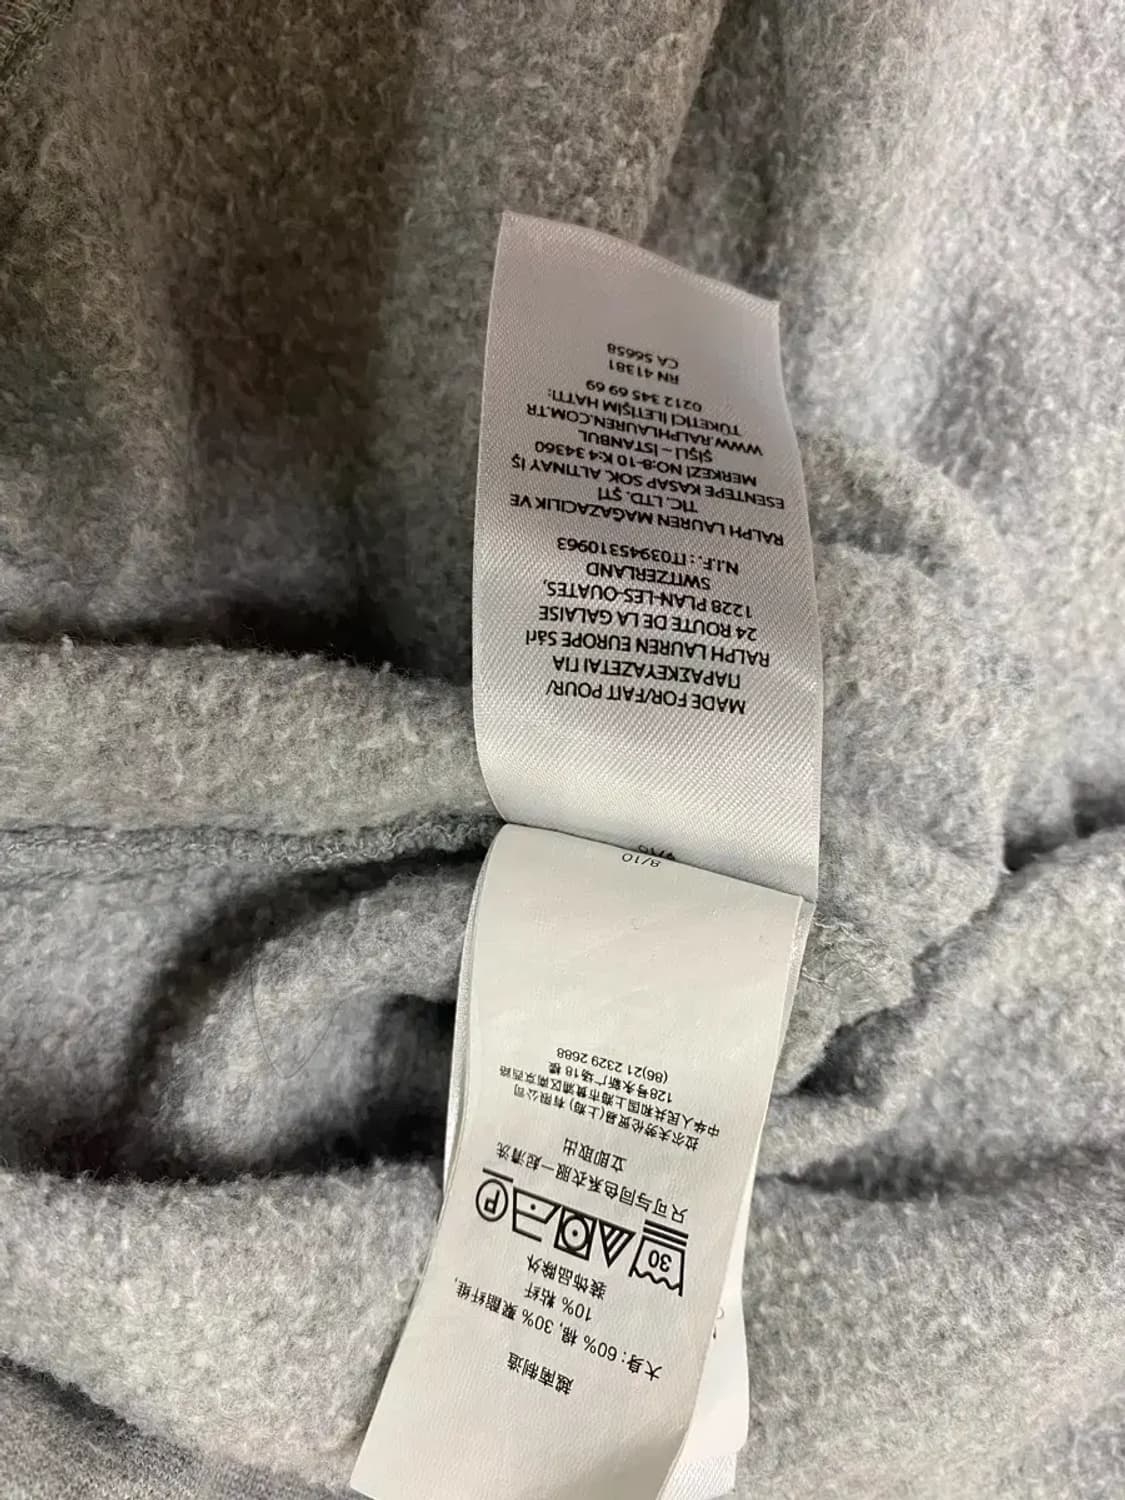 越南制造
大身: 60% 棉, 30% 聚酯纤维,
10% 粘纤
装饰品除外
30
P
只可与同色系衣服一起清洗
立即取出
拉尔夫劳伦贸易(上海) 有限公司
中华人民共和国上海市黄浦区南京西路
128号永新广场18 楼
(86)21 2329 2688
8/10
9/10
MADE FOR/FAIT POUR/
ΠΑΡΑΣΚΕΥΑΖΕΤΑΙ ΓΙΑ
RALPH LAUREN EUROPE Sàrl
24 ROUTE DE LA GALAISE
1228 PLAN-LES-OUATES,
SWITZERLAND
N.I.F.: IT03945310963
RALPH LAUREN MAĞAZACILIK VE
TİC. LTD. ŞTİ
ESENTEPE KASAP SOK. ALTINAY İŞ
MERKEZİ NO:8-10 K:4 34360
ŞİŞLİ – İSTANBUL
WWW.RALPHLAUREN.COM.TR
TÜKETİCİ İLETİŞİM HATTI:
0212 345 69 69
RN 41381
CA 56658